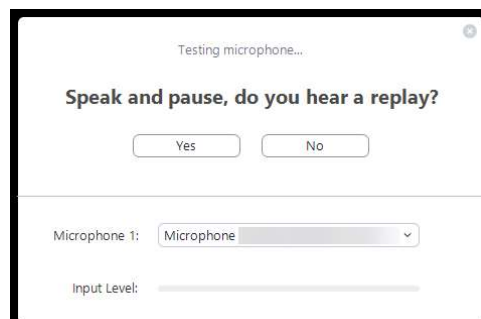 Testing microphone...
Speak and pause, do you hear a replay?
Yes No
Microphone 1: Microphone
Input Level: